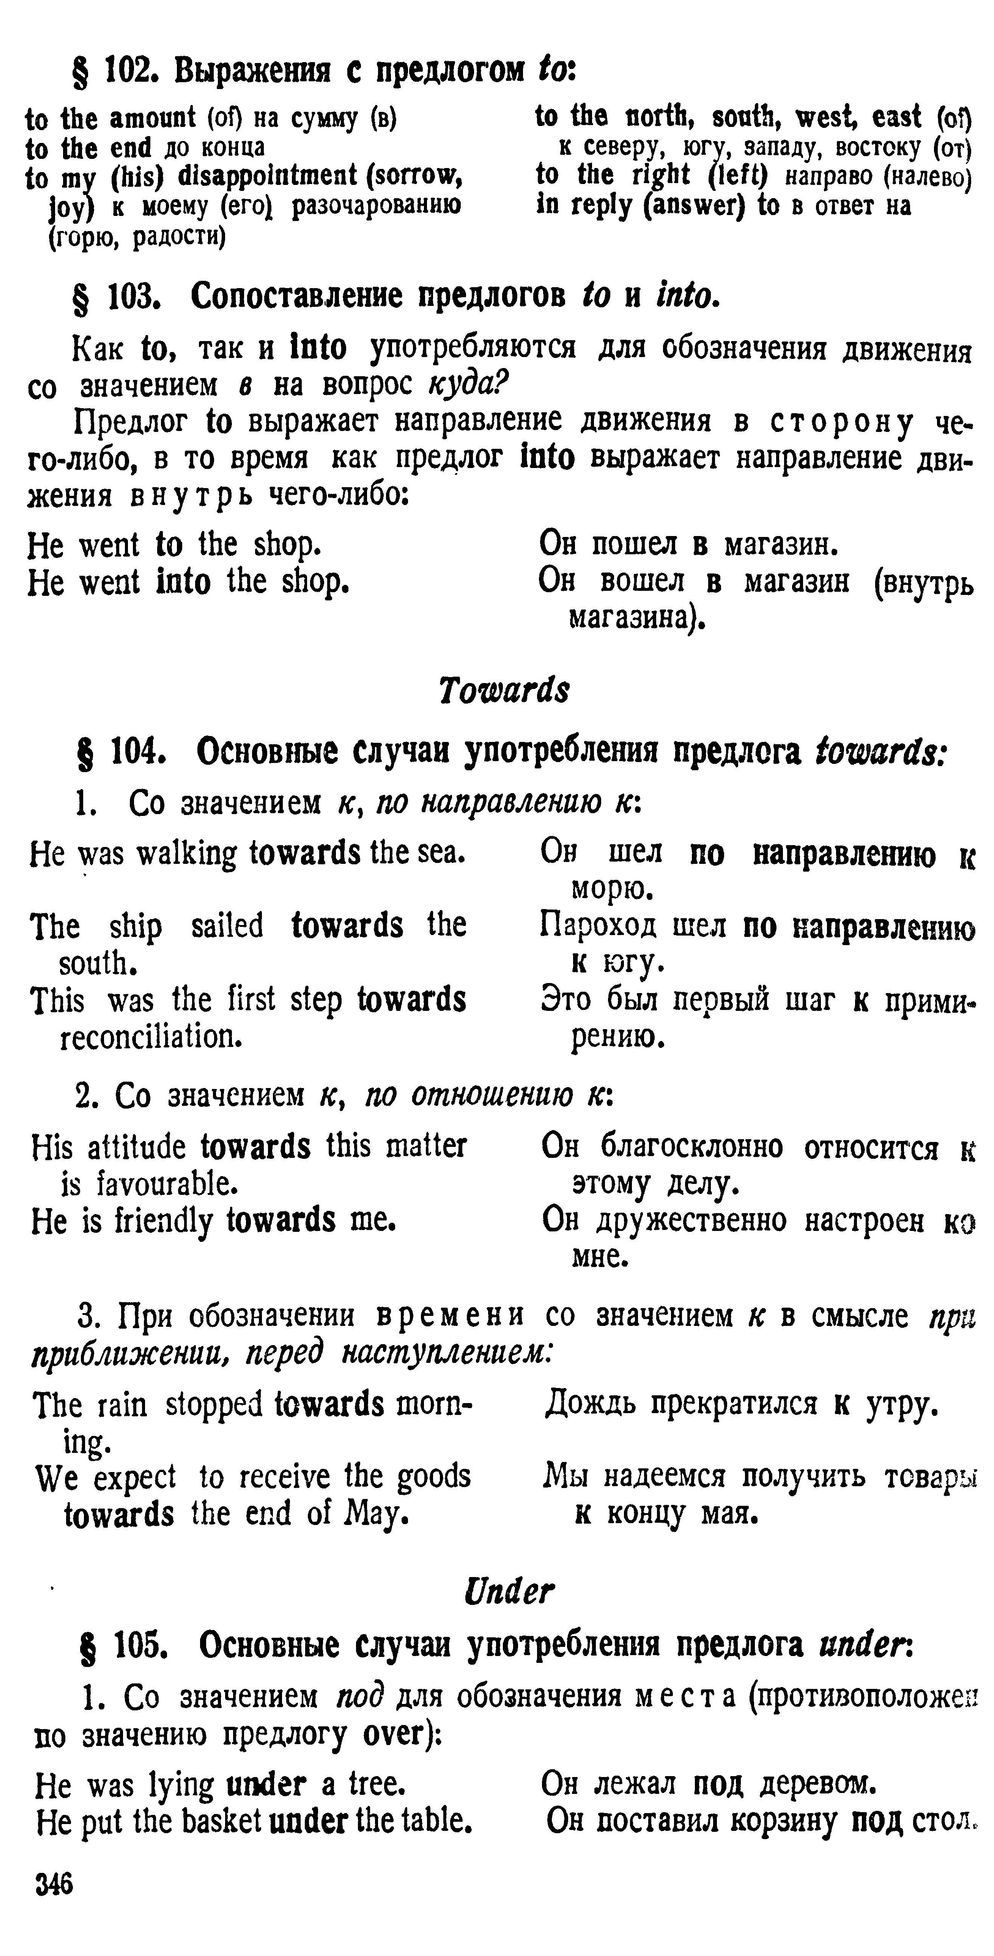 § 102. Выражения с предлогом to:
to the amount (of) на сумму (в)
to the end до конца
to my (his) disappointment (sorrow,
joy) к моему (его) разочарованию
(горю, радости)
to the north, south, west, east (of)
к северу, югу, западу, востоку (от)
to the right (left) направо (налево)
in reply (answer) to в ответ на
§ 103. Сопоставление предлогов to и into.
Как to, так и into употребляются для обозначения движения
со значением в на вопрос куда?
Предлог to выражает направление движения в сторону че-
го-либо, в то время как предлог into выражает направление дви-
жения внутрь чего-либо:
He went to the shop.
Он пошел в магазин.
He went into the shop.
Он вошел в магазин (внутрь
магазина).
Towards
§ 104. Основные случаи употребления предлога towards:
1. Со значением к, по направлению к:
He was walking towards the sea.
Он шел по направлению к
морю.
The ship sailed towards the
south.
Пароход шел по направлению
к югу.
This was the first step towards
reconciliation.
Это был первый шаг к прими-
рению.
2. Со значением к, по отношению к:
His attitude towards this matter
is favourable.
Он благосклонно относится к
этому делу.
He is friendly towards me.
Он дружественно настроен ко
мне.
3. При обозначении времени со значением к в смысле при
приближении, перед наступлением:
The rain stopped towards morn-
ing.
Дождь прекратился к утру.
We expect to receive the goods
towards the end of May.
Мы надеемся получить товары
к концу мая.
Under
§ 105. Основные случаи употребления предлога under:
1. Со значением под для обозначения места (противоположен
по значению предлогу over):
He was lying under a tree.
Он лежал под деревом.
He put the basket under the table.
Он поставил корзину под стол.
346